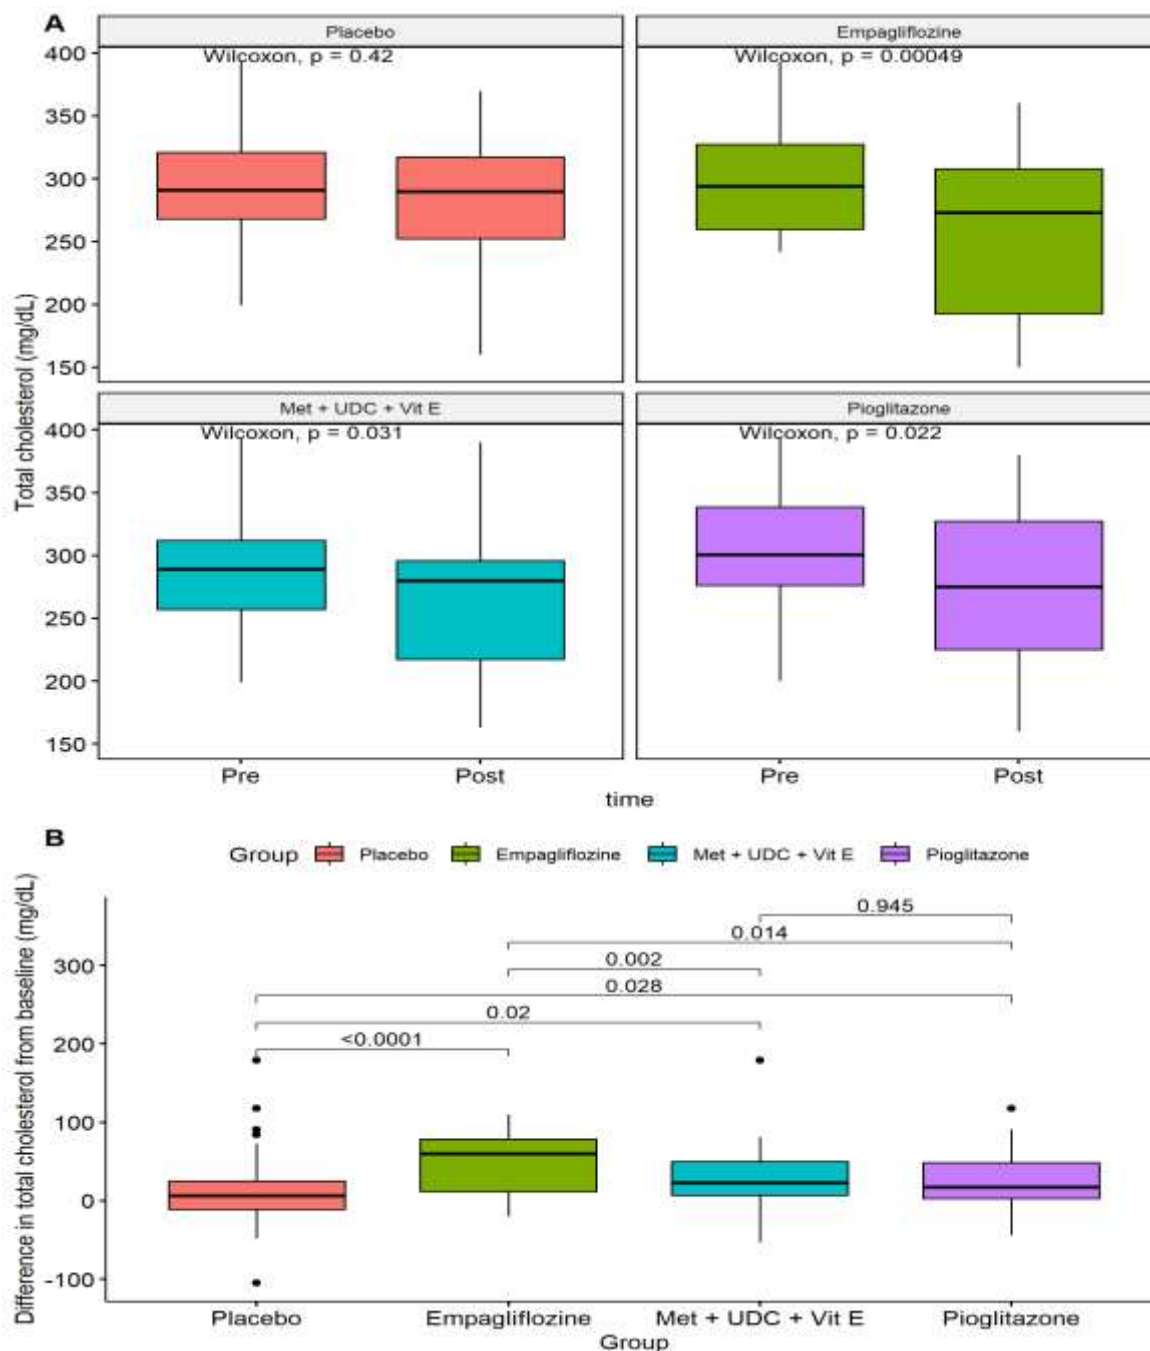 A
Placebo
Empagliflozine
Wilcoxon, p = 0.42
Wilcoxon, p = 0.00049
400
350
300
250
200
150
Total cholesterol (mg/dL)
Met + UDC + Vit E
Pioglitazone
Wilcoxon, p = 0.031
Wilcoxon, p = 0.022
400
350
300
250
200
150
Pre
Post
Pre
Post
time
B
Group Placebo Empagliflozine Met + UDC + Vit E Pioglitazone
Difference in total cholesterol from baseline (mg/dL)
0.945
0.014
0.002
0.028
0.02
<0.0001
300
200
100
0
-100
Placebo Empagliflozine Met + UDC + Vit E Pioglitazone
Group